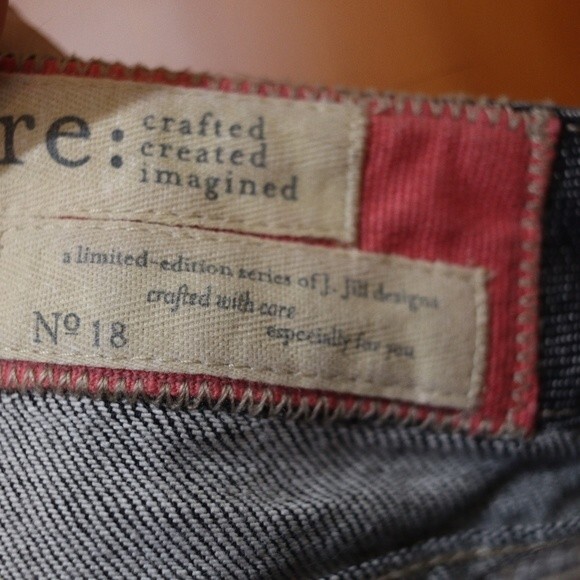 re: crafted
created
imagined
a limited-edition series of J. Jill designs
crafted with care
especially for you
Nº 18